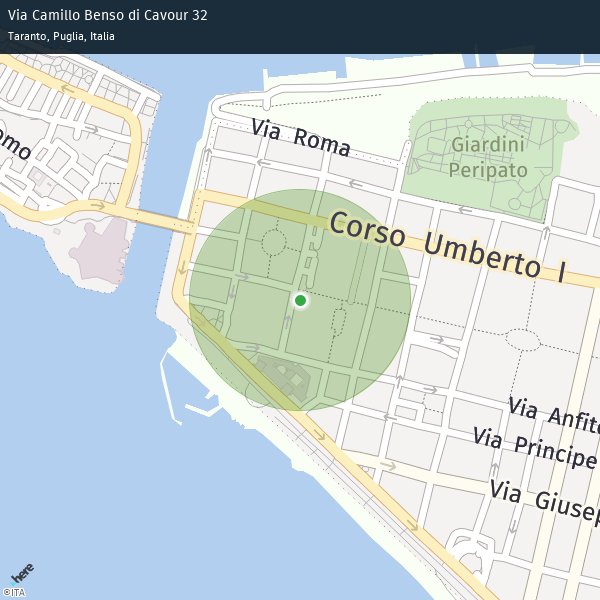 Via Camillo Benso di Cavour 32
Taranto, Puglia, Italia
Via Roma
Giardini
Peripato
omo
Corso Umberto I
Via Anfite
Via Principe
Via Giusep
here
©ITA